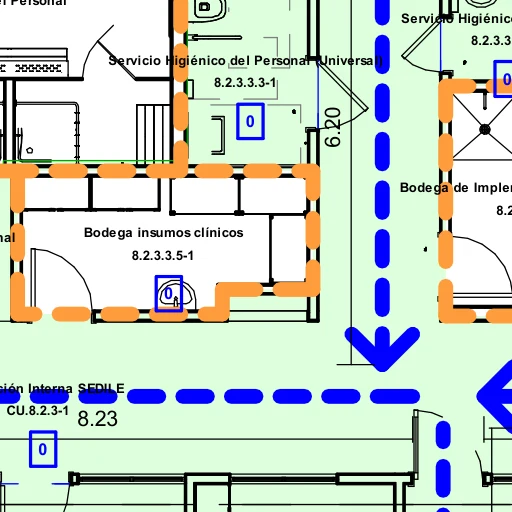 el Personal
Servicio Higiénico
8.2.3.3
0
Servicio Higiénico del Personal (Universal)
8.2.3.3.3-1
0
6.20
Bodega de Implem
8.2
Bodega insumos clínicos
8.2.3.3.5-1
nal
0
ción Interna SEDILE
CU.8.2.3-1
8.23
0